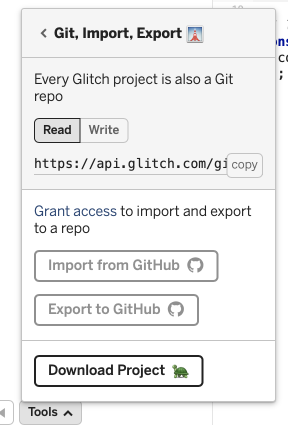 Git, Import, Export
Every Glitch project is also a Git
repo
Read Write
https://api.glitch.com/gi copy
Grant access to import and export
to a repo
Import from GitHub
Export to GitHub
Download Project
Tools